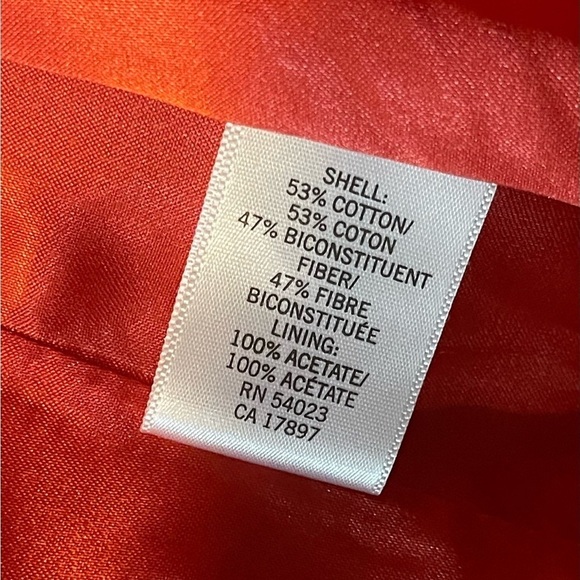 SHELL:
53% COTTON/
53% COTON
47% BICONSTITUENT
FIBER/
47% FIBRE
BICONSTITUÉE
LINING:
100% ACETATE/
100% ACÉTATE
RN 54023
CA 17897